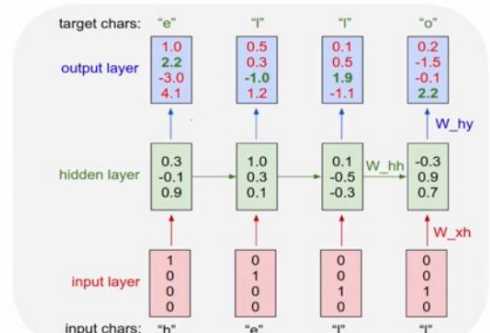 target chars: "e" "l" "l" "o"
output layer
1.0 0.5 0.1 0.2
2.2 0.3 0.5 -1.5
-3.0 -1.0 1.9 -0.1
4.1 1.2 -1.1 2.2
W_hy
hidden layer
0.3 1.0 0.1 -0.3
-0.1 0.3 -0.5 0.9
0.9 0.1 -0.3 0.7
W_hh
W_xh
input layer
1 0 0 0
0 1 0 0
0 0 1 1
0 0 0 0
input chars: "h" "e" "l" "l"